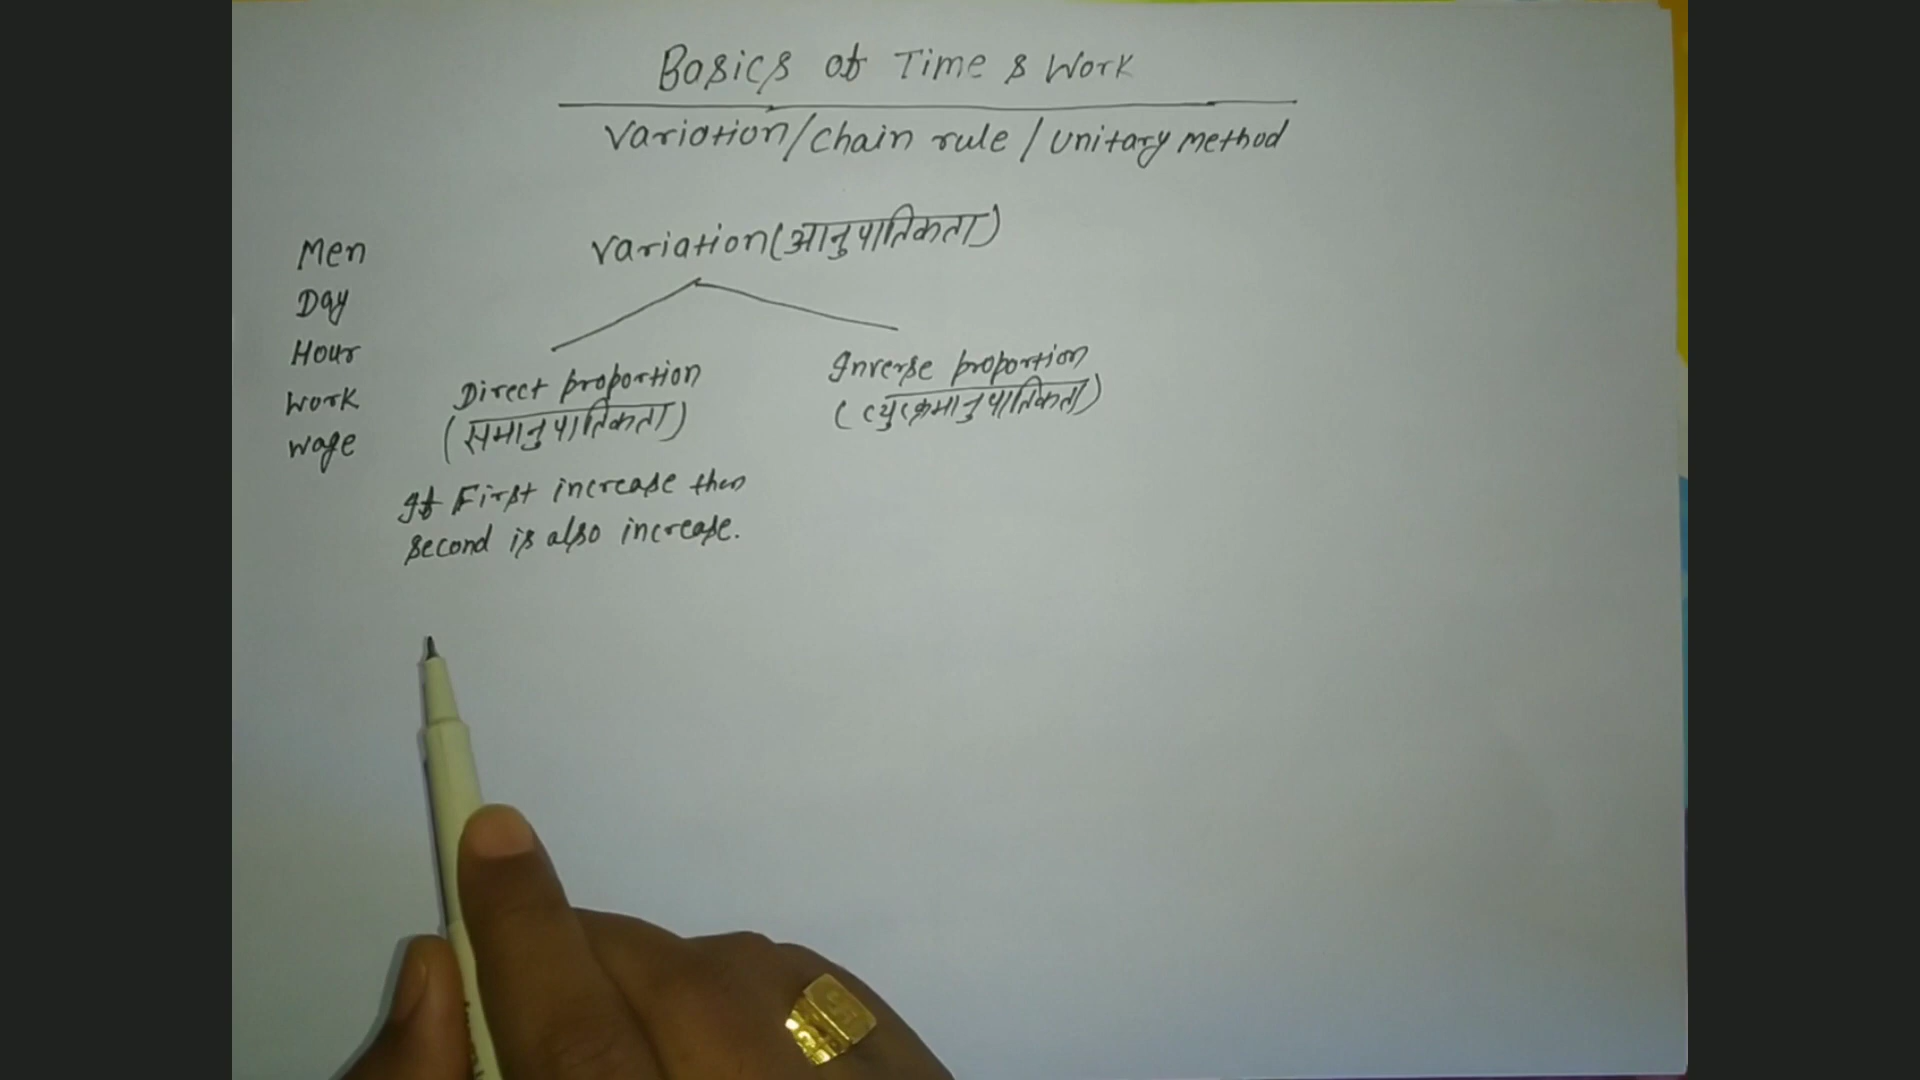 Basics of Time & Work
Variation/Chain rule/Unitary method
Men
Day
Hour
Work
Wage
Variation(आनुपातिकता)
Direct proportion
(समानुपातिकता)
Inverse proportion
(व्युत्क्रमानुपातिकता)
If First increase then
second is also increase.